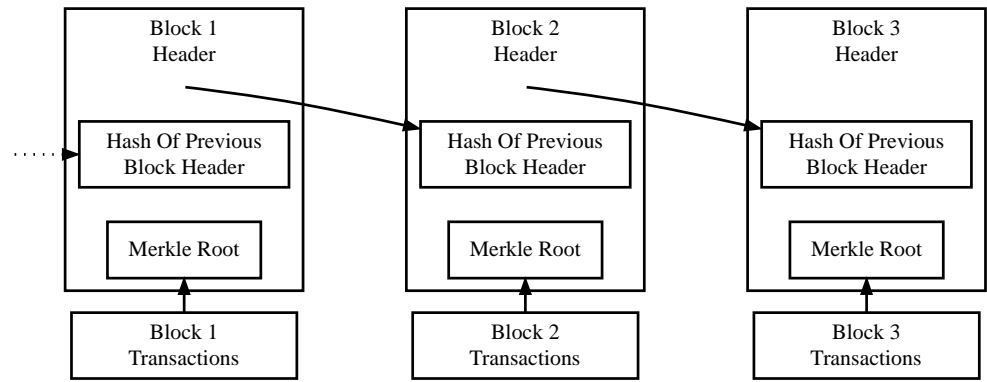 Block 1
Header
Hash Of Previous
Block Header
Merkle Root
Block 1
Transactions
Block 2
Header
Hash Of Previous
Block Header
Merkle Root
Block 2
Transactions
Block 3
Header
Hash Of Previous
Block Header
Merkle Root
Block 3
Transactions